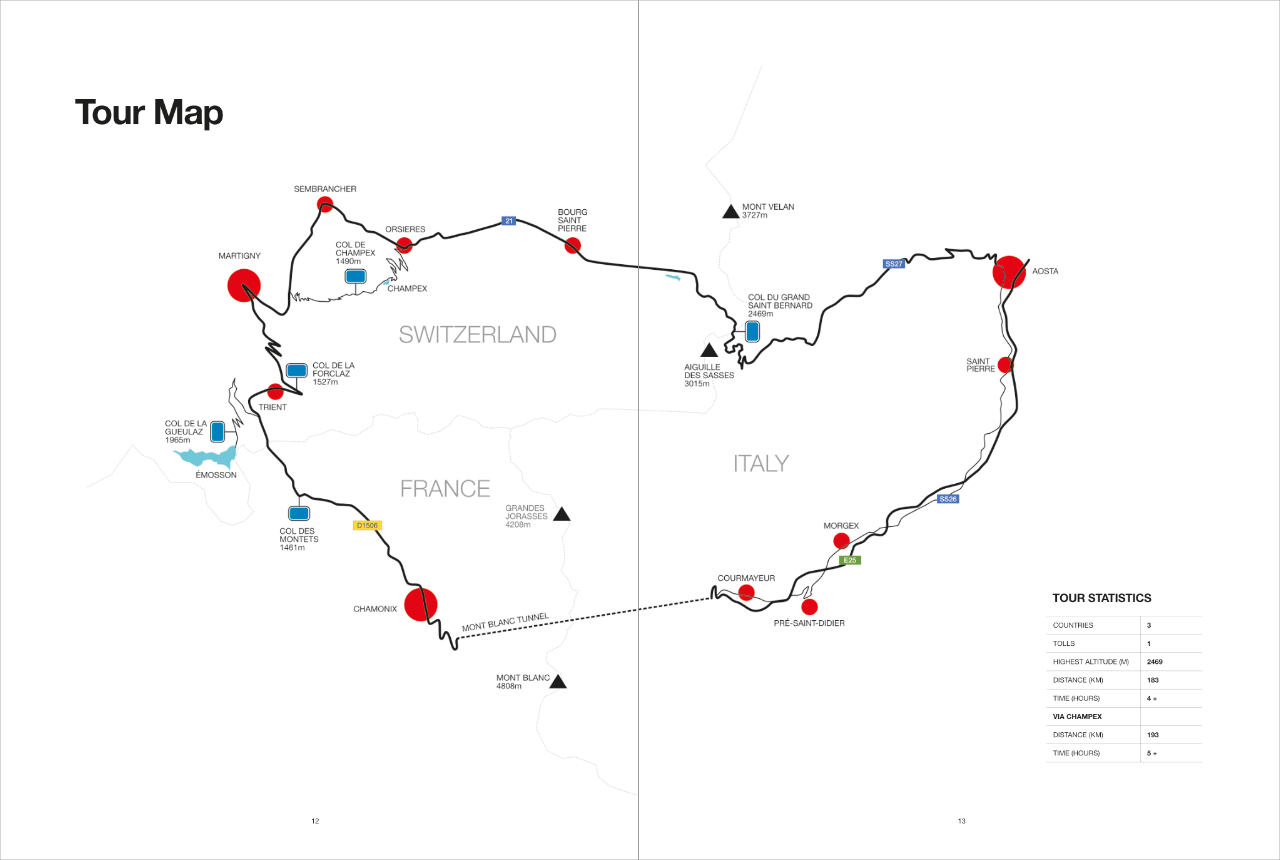 Tour Map
SEMBRANCHER
ORSIERES
BOURG
SAINT
PIERRE
21
COL DE
CHAMPEX
1490m
CHAMPEX
MARTIGNY
SWITZERLAND
COL DE LA
FORCLAZ
1527m
TRIENT
COL DE LA
GUEULAZ
1965m
ÉMOSSON
FRANCE
GRANDES
JORASSES
4208m
COL DES
MONTETS
1461m
D1506
CHAMONIX
MONT BLANC TUNNEL
MONT BLANC
4808m
12
MONT VELAN
3727m
SS27
AOSTA
COL DU GRAND
SAINT BERNARD
2469m
AIGUILLE
DES SASSES
3015m
SAINT
PIERRE
ITALY
SS26
MORGEX
E25
COURMAYEUR
PRÉ-SAINT-DIDIER
TOUR STATISTICS
COUNTRIES 3
TOLLS 1
HIGHEST ALTITUDE (M) 2469
DISTANCE (KM) 183
TIME (HOURS) 4 +
VIA CHAMPEX
DISTANCE (KM) 193
TIME (HOURS) 5 +
13